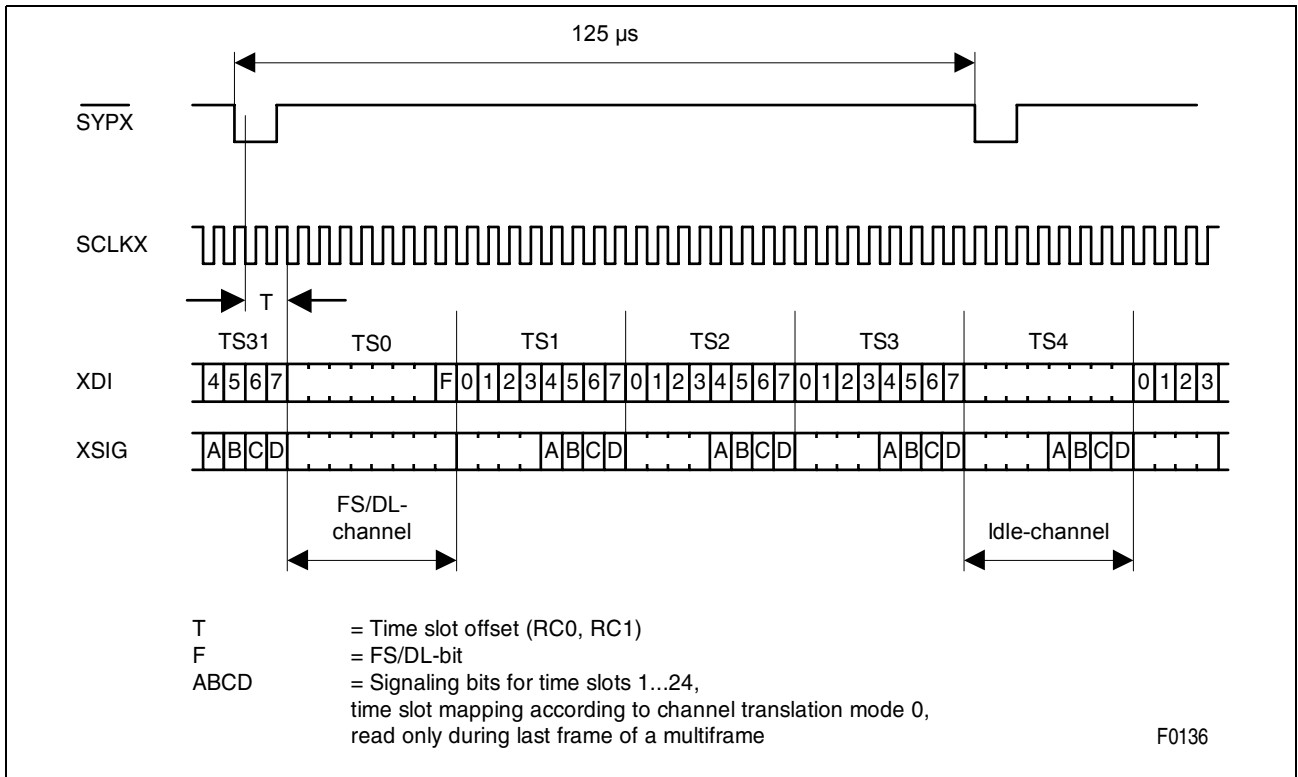 125 µs
SYPX
SCLKX
T
TS31 TS0 TS1 TS2 TS3 TS4
XDI 4 5 6 7 F 0 1 2 3 4 5 6 7 0 1 2 3 4 5 6 7 0 1 2 3 4 5 6 7 0 1 2 3
XSIG A B C D A B C D A B C D A B C D A B C D
FS/DL-
channel
Idle-channel
T = Time slot offset (RC0, RC1)
F = FS/DL-bit
ABCD = Signaling bits for time slots 1...24,
time slot mapping according to channel translation mode 0,
read only during last frame of a multiframe
F0136